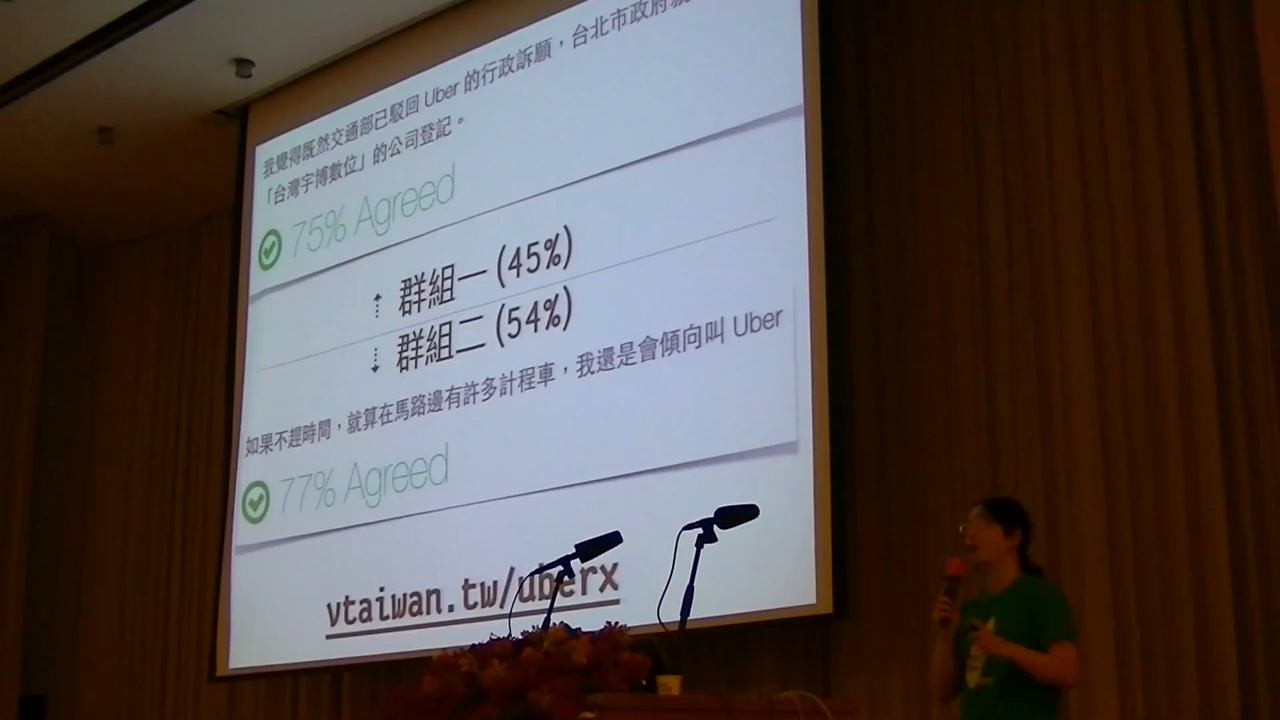 我覺得既然交通部已駁回 Uber 的行政訴願，台北市政府就
「台灣宇博數位」的公司登記。
75% Agreed
群組一 (45%)
群組二 (54%)
如果不趕時間，就算在馬路邊有許多計程車，我還是會傾向叫 Uber
77% Agreed
vtaiwan.tw/uberx